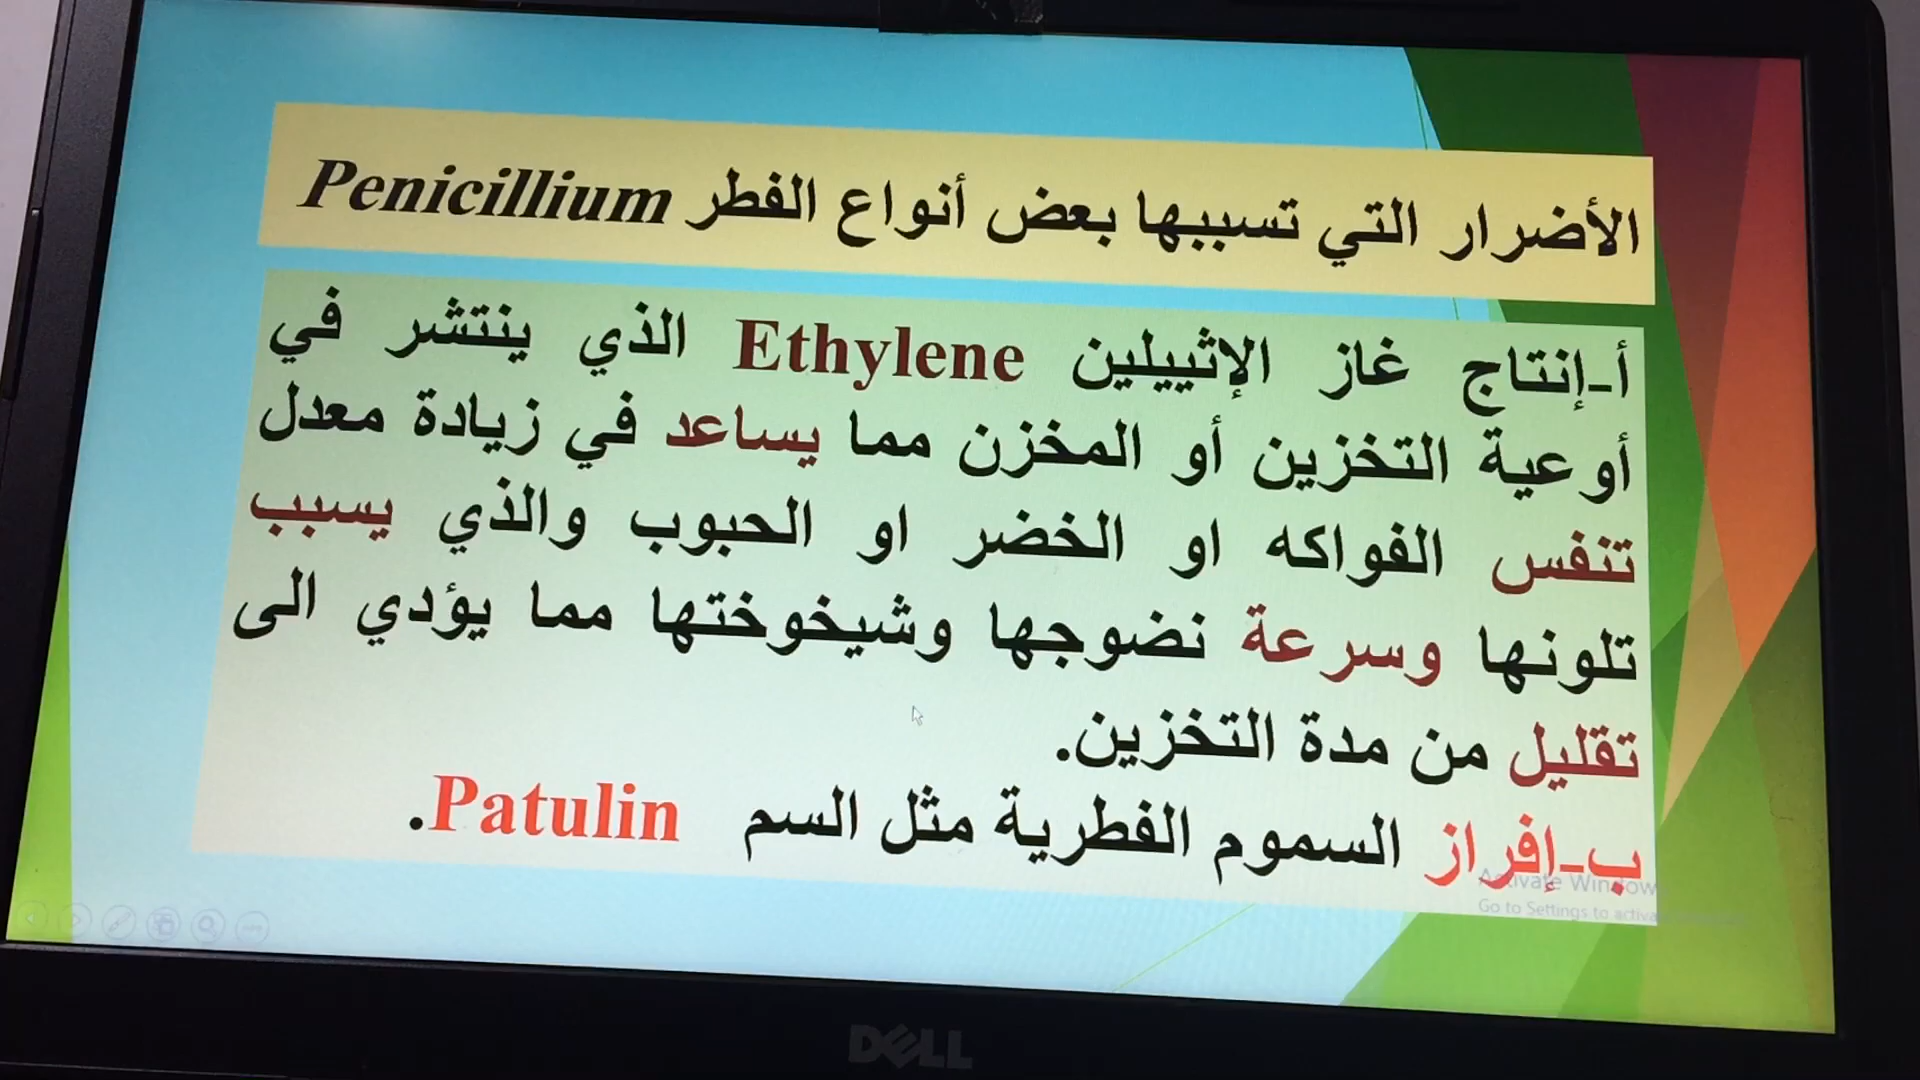 الأضرار التي تسببها بعض أنواع الفطر Penicillium
أ-إنتاج غاز الإثييلين Ethylene الذي ينتشر في
أوعية التخزين أو المخزن مما يساعد في زيادة معدل
تنفس الفواكه او الخضر او الحبوب والذي يسبب
تلونها وسرعة نضوجها وشيخوختها مما يؤدي الى
تقليل من مدة التخزين.
ب-إفراز السموم الفطرية مثل السم Patulin.
Activate Windows
Go to Settings to activate
DELL